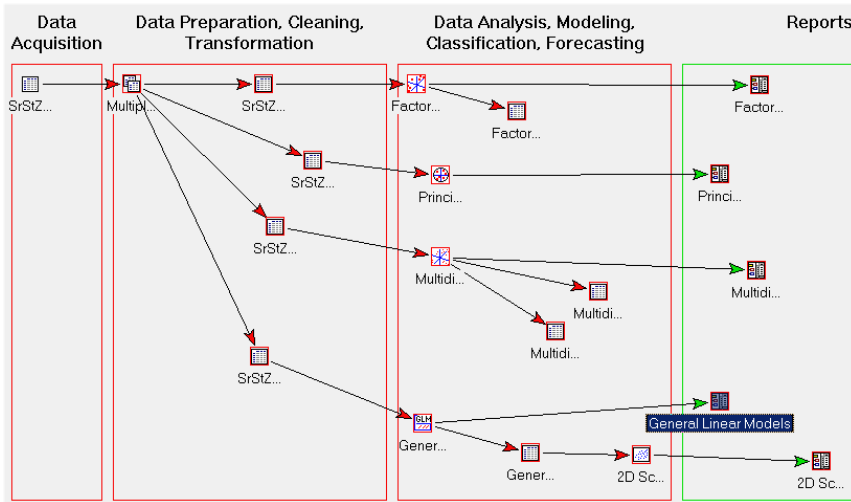 Data
Acquisition
Data Preparation, Cleaning,
Transformation
Data Analysis, Modeling,
Classification, Forecasting
Reports
SrStZ...
Multipl...
SrStZ...
Factor...
Factor...
Factor...
SrStZ...
Princi...
Princi...
SrStZ...
Multidi...
Multidi...
Multidi...
Multidi...
SrStZ...
GLM
Gener...
General Linear Models
Gener...
2D Sc...
2D Sc...